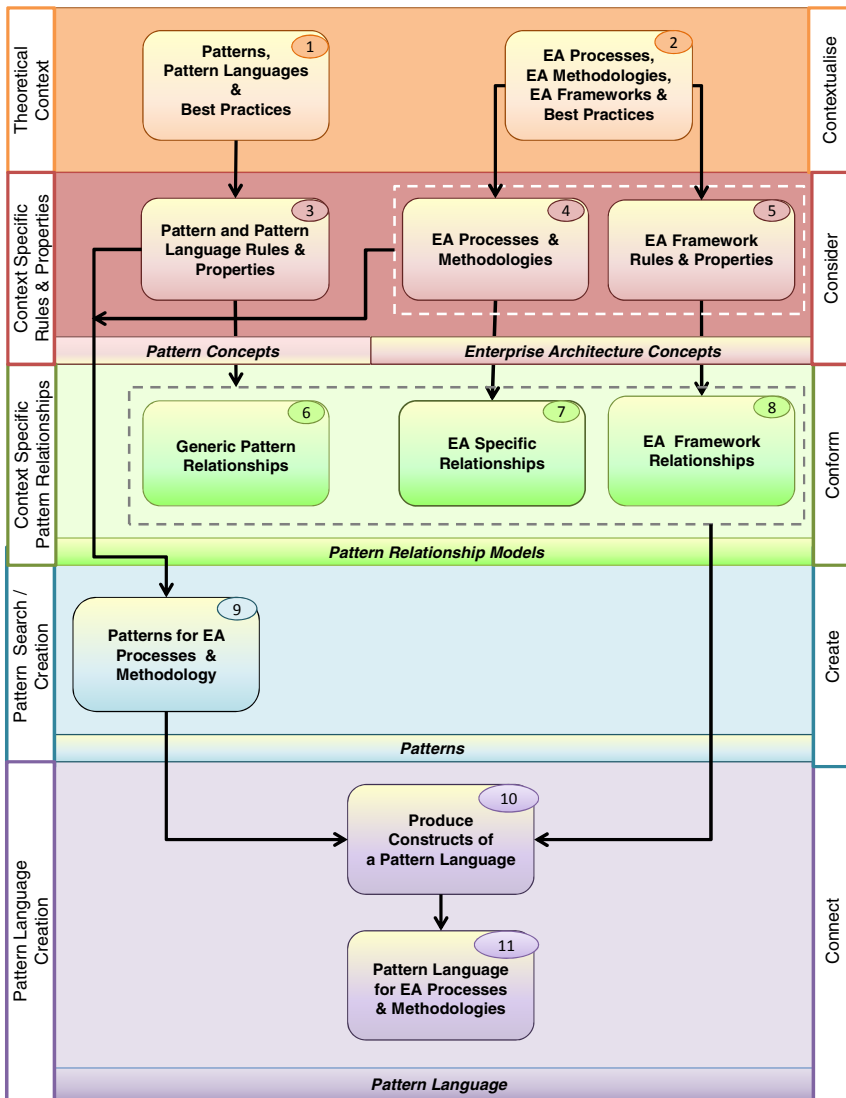 Theoretical
Context
1
Patterns,
Pattern Languages
&
Best Practices
2
EA Processes,
EA Methodologies,
EA Frameworks &
Best Practices
Contextualise
Context Specific
Rules & Properties
3
Pattern and Pattern
Language Rules &
Properties
4
EA Processes &
Methodologies
5
EA Framework
Rules & Properties
Consider
Pattern Concepts
Enterprise Architecture Concepts
Context Specific
Pattern Relationships
6
Generic Pattern
Relationships
7
EA Specific
Relationships
8
EA Framework
Relationships
Conform
Pattern Relationship Models
Pattern Search /
Creation
9
Patterns for EA
Processes &
Methodology
Create
Patterns
Pattern Language
Creation
10
Produce
Constructs of
a Pattern Language
11
Pattern Language
for EA Processes
& Methodologies
Connect
Pattern Language